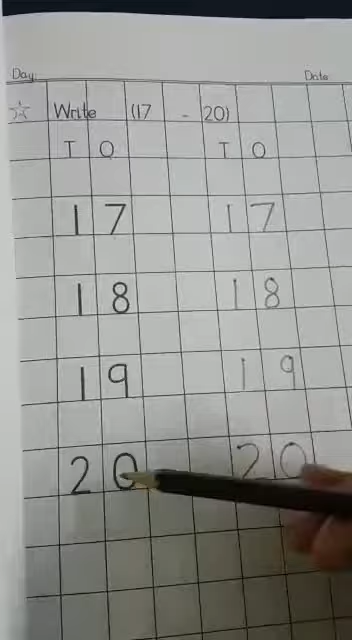 Day: Date
Write (17 - 20)
T O T O
17 17
18 18
19 19
20 20